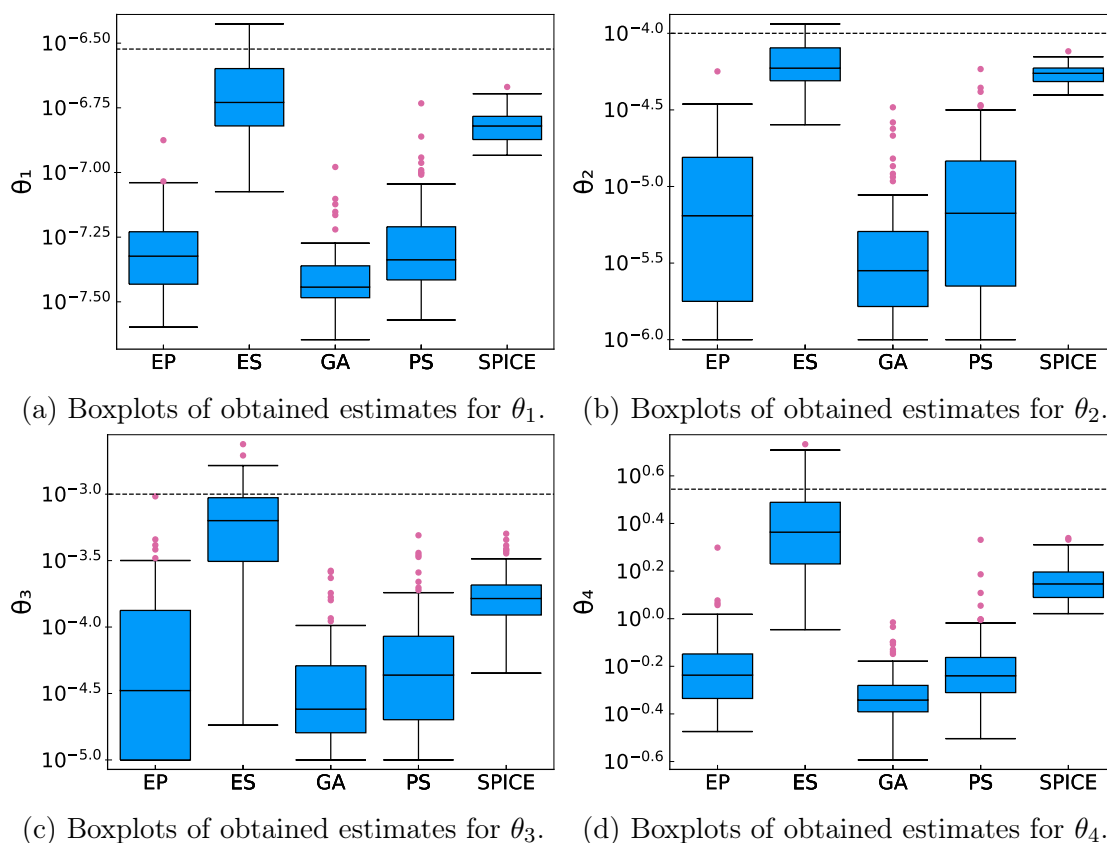 10^−6.50
10^−6.75
10^−7.00
10^−7.25
10^−7.50
θ₁
EP ES GA PS SPICE
(a) Boxplots of obtained estimates for θ₁.
10^−4.0
10^−4.5
10^−5.0
10^−5.5
10^−6.0
θ₂
EP ES GA PS SPICE
(b) Boxplots of obtained estimates for θ₂.
10^−3.0
10^−3.5
10^−4.0
10^−4.5
10^−5.0
θ₃
EP ES GA PS SPICE
(c) Boxplots of obtained estimates for θ₃.
10^0.6
10^0.4
10^0.2
10^0.0
10^−0.2
10^−0.4
10^−0.6
θ₄
EP ES GA PS SPICE
(d) Boxplots of obtained estimates for θ₄.